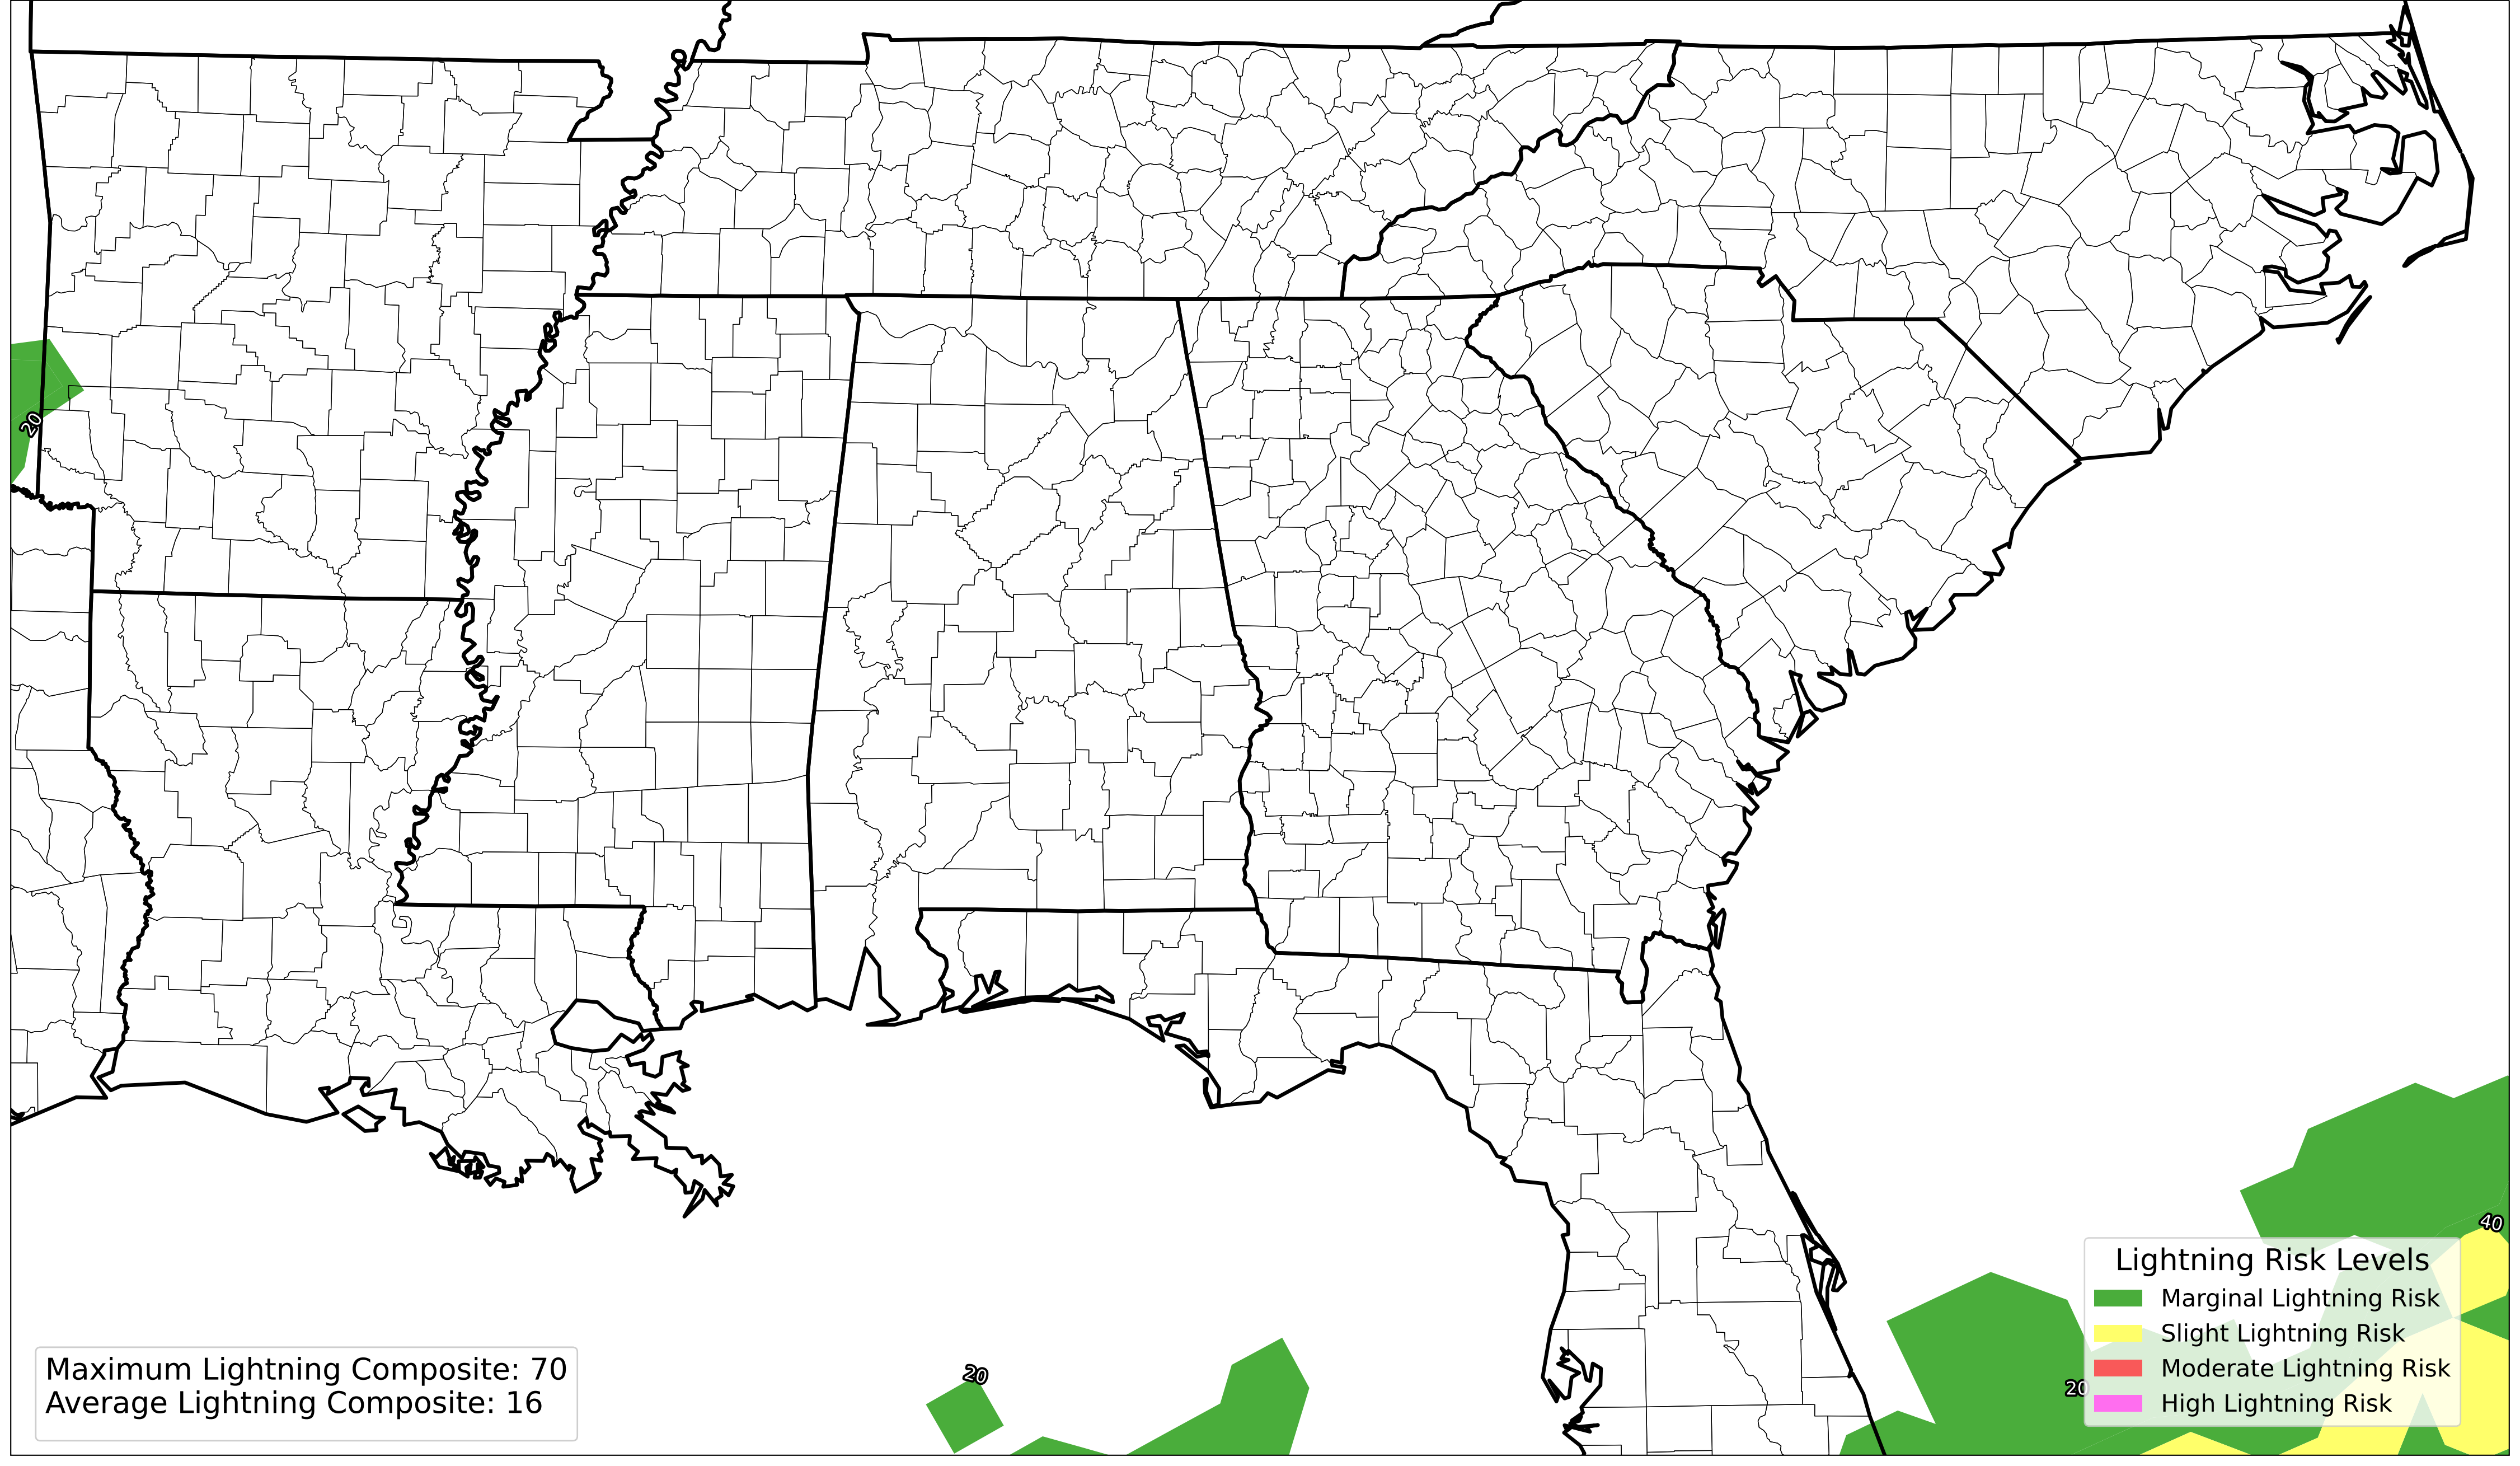 20
40
Lightning Risk Levels
Marginal Lightning Risk
Slight Lightning Risk
Moderate Lightning Risk
High Lightning Risk
20
20
Maximum Lightning Composite: 70
Average Lightning Composite: 16